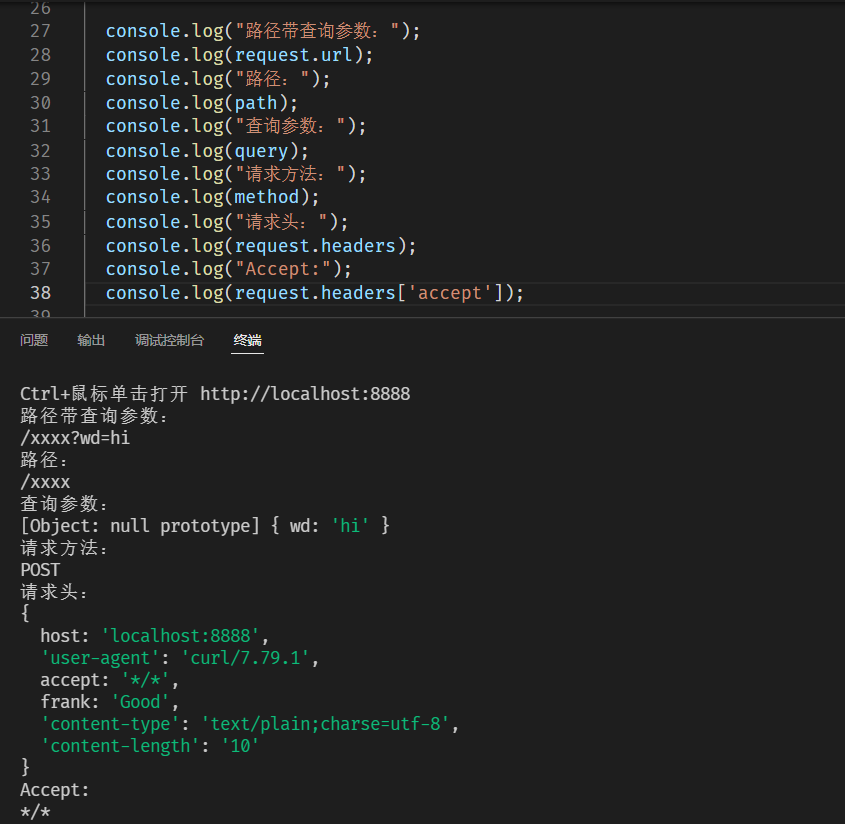 26
27 console.log("路径带查询参数：");
28 console.log(request.url);
29 console.log("路径：");
30 console.log(path);
31 console.log("查询参数：");
32 console.log(query);
33 console.log("请求方法：");
34 console.log(method);
35 console.log("请求头：");
36 console.log(request.headers);
37 console.log("Accept:");
38 console.log(request.headers['accept']);
39
问题 输出 调试控制台 终端
Ctrl+鼠标单击打开 http://localhost:8888
路径带查询参数：
/xxxx?wd=hi
路径：
/xxxx
查询参数：
[Object: null prototype] { wd: 'hi' }
请求方法：
POST
请求头：
{
  host: 'localhost:8888',
  'user-agent': 'curl/7.79.1',
  accept: '*/*',
  frank: 'Good',
  'content-type': 'text/plain;charse=utf-8',
  'content-length': '10'
}
Accept:
*/*